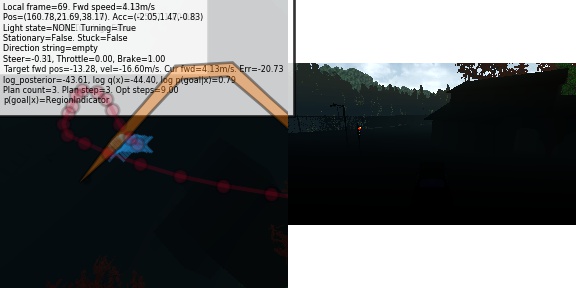 Local frame=69. Fwd speed=4.13m/s
Pos=(160.78,21.69,38.17). Acc=(-2.05,1.47,-0.83)
Light state=NONE. Turning=True
Stationary=False. Stuck=False
Direction string=empty
Steer=-0.31, Throttle=0.00, Brake=1.00
Target fwd pos=-13.28, vel=-16.60m/s. Cur fwd=4.13m/s, Err=-20.73
log_posterior=-43.61, log q(x)=-44.40, log p(goal|x)=0.79
Plan count=3. Plan step=3. Opt steps=9.00
p(goal|x)=RegionIndicator